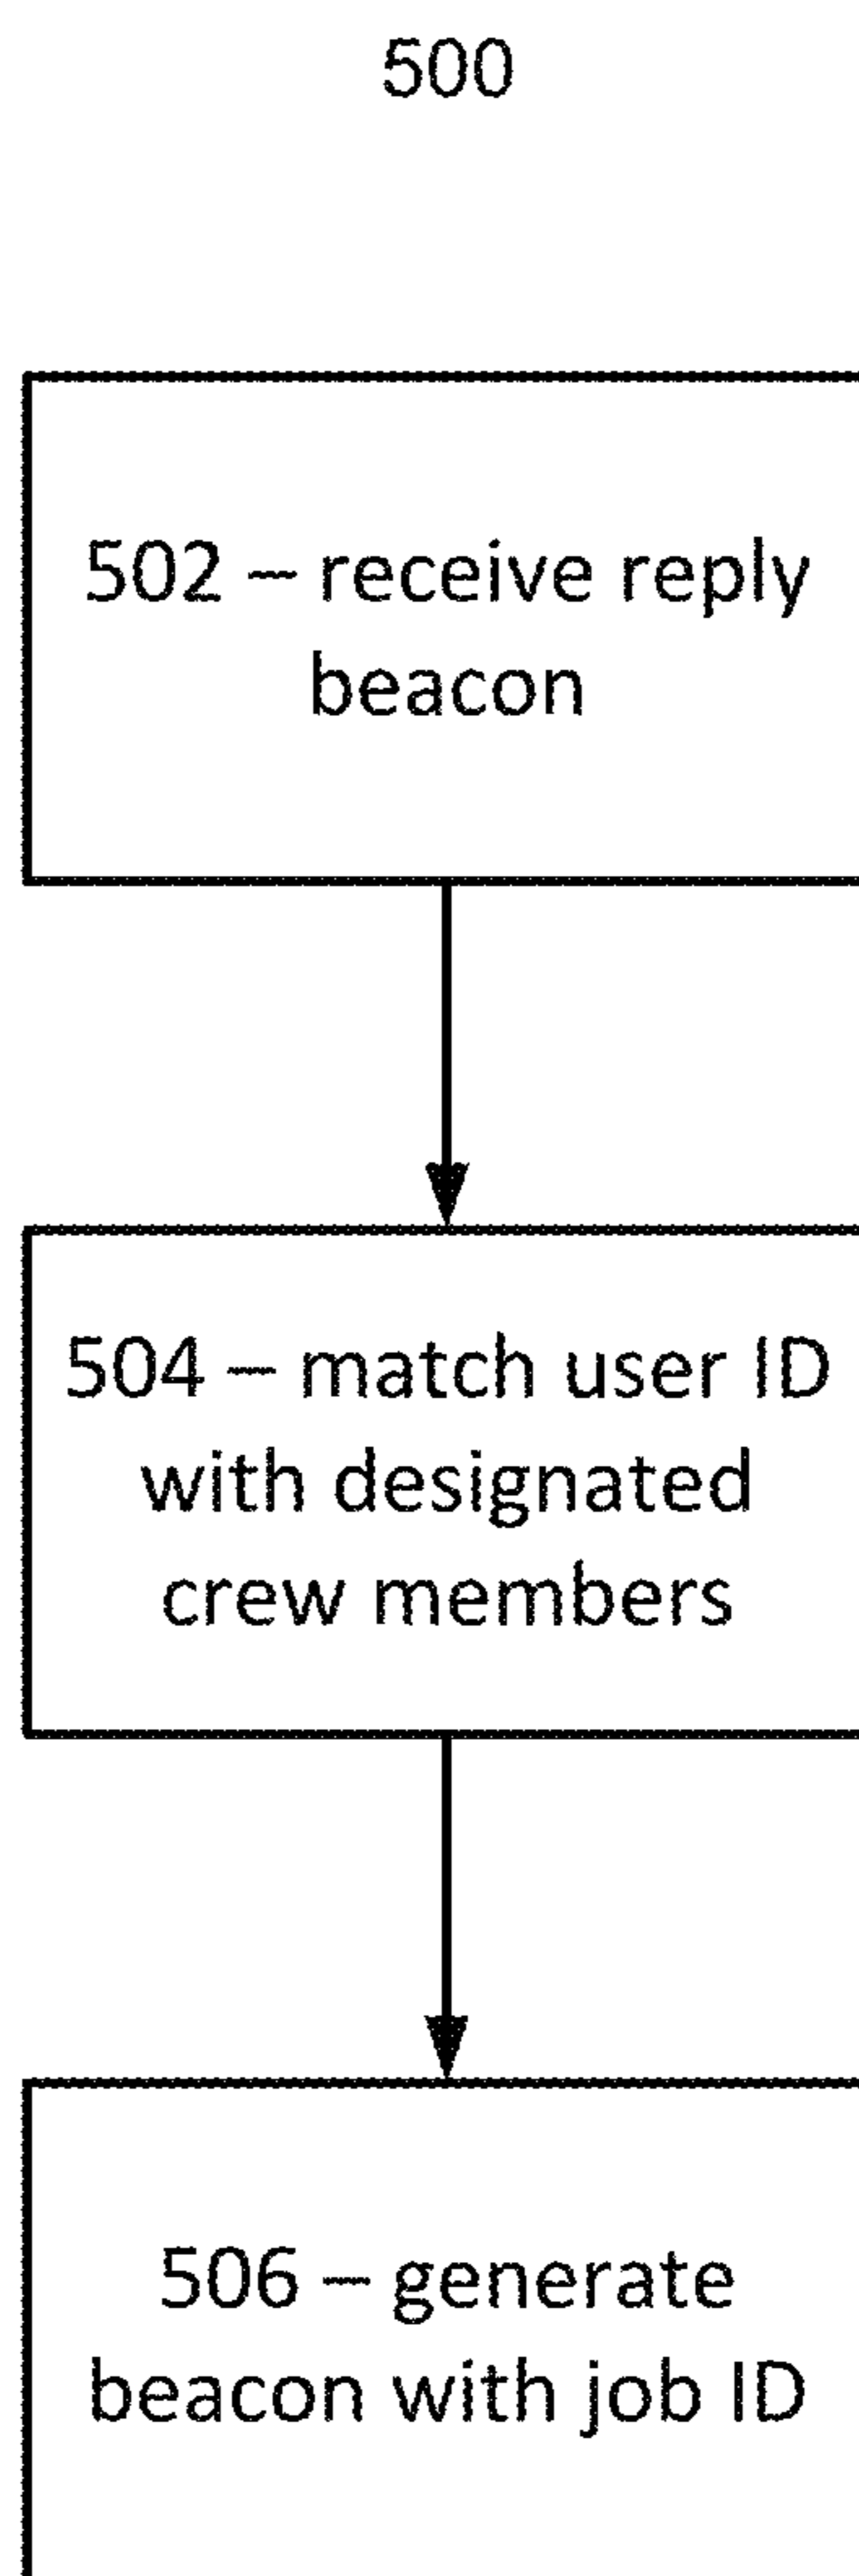 500
502 – receive reply
beacon
504 – match user ID
with designated
crew members
506 – generate
beacon with job ID